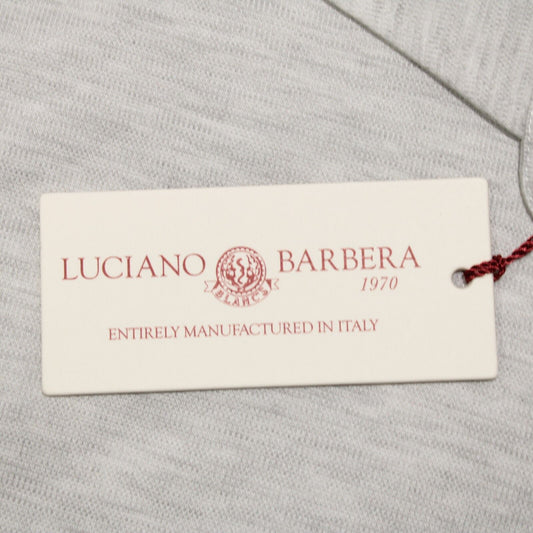 LUCIANO BARBERA
1970
ENTIRELY MANUFACTURED IN ITALY